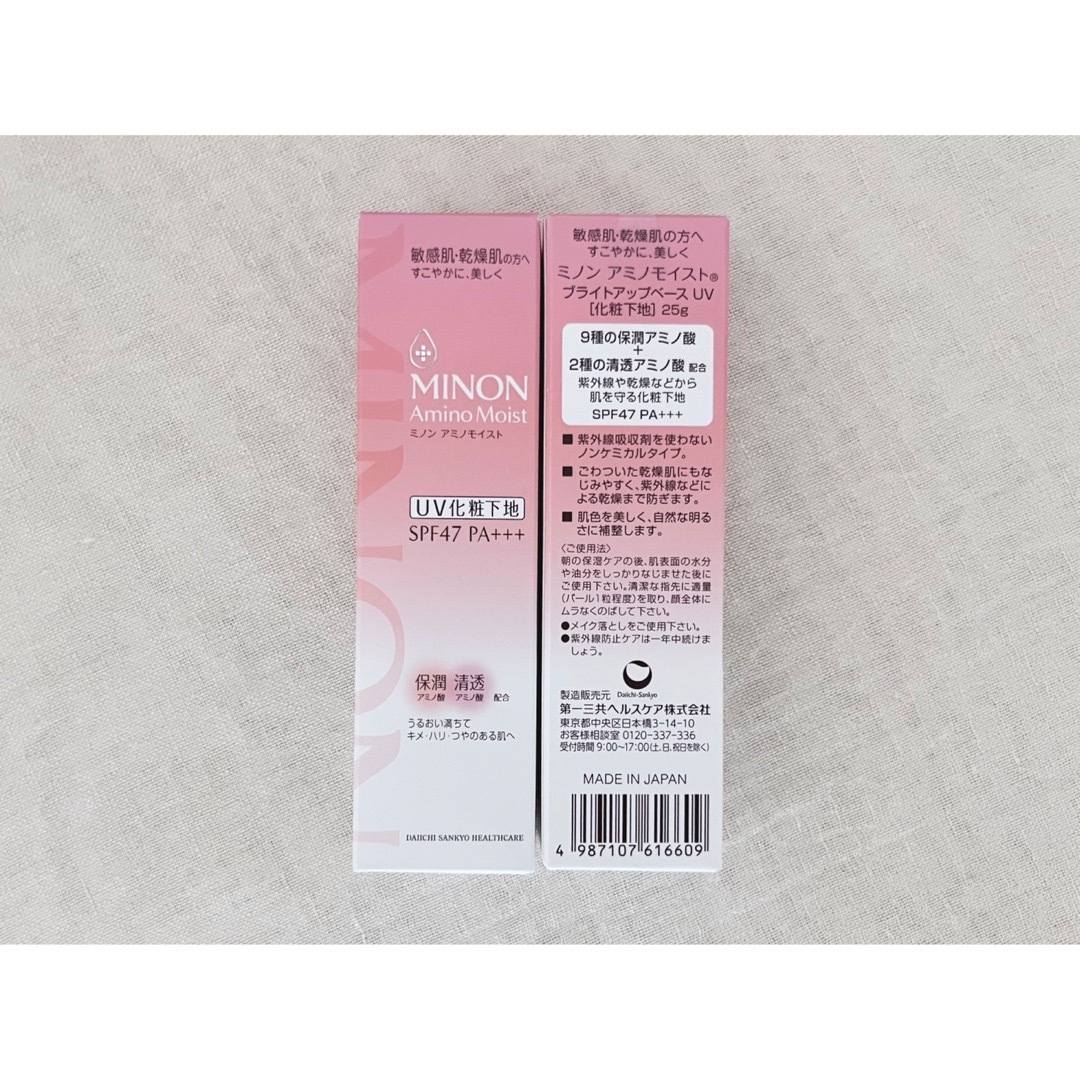 MINON
敏感肌・乾燥肌の方へ
すこやかに、美しく
MINON
Amino Moist
ミノン アミノモイスト
UV化粧下地
SPF47 PA+++
保潤 清透
アミノ酸 アミノ酸 配合
うるおい満ちて
キメ・ハリ・つやのある肌へ
DAIICHI SANKYO HEALTHCARE
敏感肌・乾燥肌の方へ
すこやかに、美しく
ミノン アミノモイスト®
ブライトアップベース UV
[化粧下地] 25g
9種の保潤アミノ酸
+
2種の清透アミノ酸 配合
紫外線や乾燥などから
肌を守る化粧下地
SPF47 PA+++
■ 紫外線吸収剤を使わない
ノンケミカルタイプ。
■ ごわついた乾燥肌にもな
じみやすく、紫外線などに
よる乾燥まで防ぎます。
■ 肌色を美しく、自然な明る
さに補整します。
〈ご使用法〉
朝の保湿ケアの後、肌表面の水分
や油分をしっかりなじませた後に
ご使用下さい。清潔な指先に適量
(パール1粒程度)を取り、顔全体に
ムラなくのばして下さい。
●メイク落としをご使用下さい。
●紫外線防止ケアは一年中続けま
しょう。
Daiichi-Sankyo
製造販売元
第一三共ヘルスケア株式会社
東京都中央区日本橋3-14-10
お客様相談室 0120-337-336
受付時間 9:00〜17:00(土、日、祝日を除く)
MADE IN JAPAN
4 987107 616609